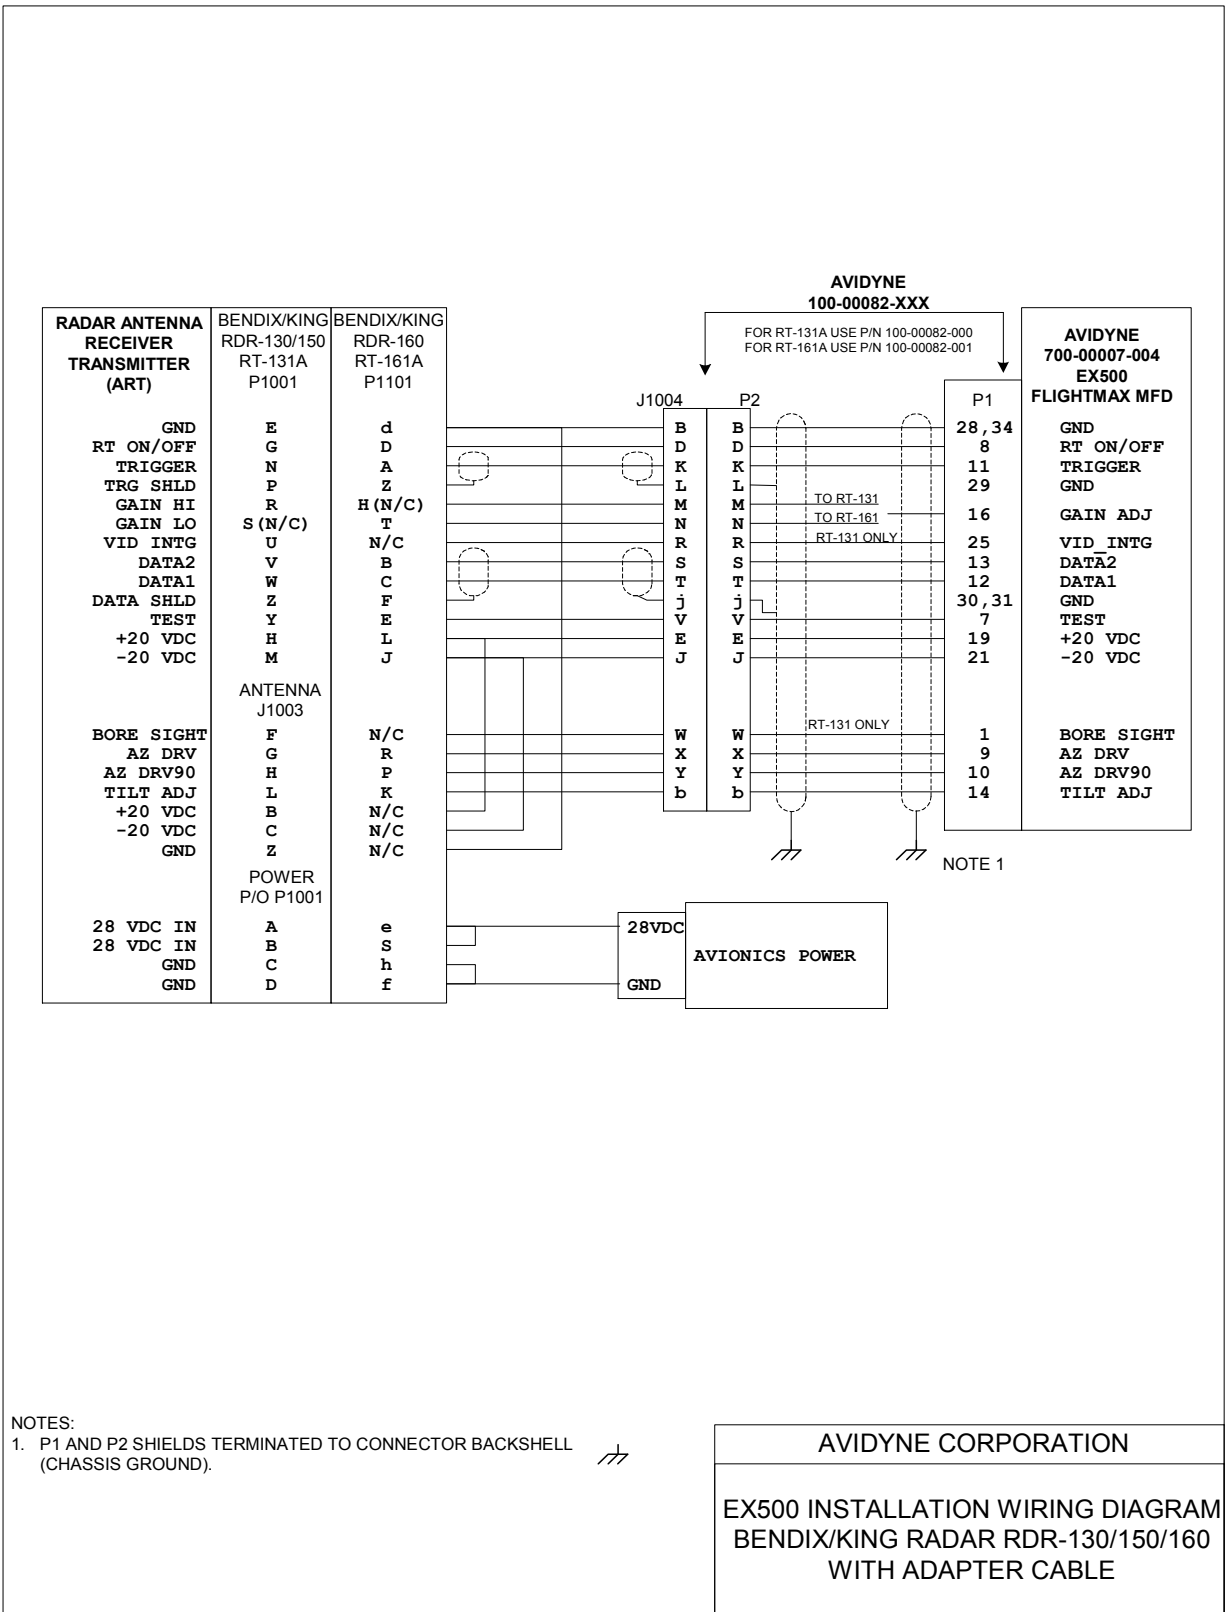 AVIDYNE
100-00082-XXX
FOR RT-131A USE P/N 100-00082-000
FOR RT-161A USE P/N 100-00082-001
RADAR ANTENNA
RECEIVER
TRANSMITTER
(ART)
BENDIX/KING
RDR-130/150
RT-131A
P1001
BENDIX/KING
RDR-160
RT-161A
P1101
AVIDYNE
700-00007-004
EX500
FLIGHTMAX MFD
J1004 P2 P1
GND E d B B 28,34 GND
RT ON/OFF G D D D 8 RT ON/OFF
TRIGGER N A K K 11 TRIGGER
TRG SHLD P Z L L 29 GND
GAIN HI R H(N/C) M M TO RT-131
GAIN LO S(N/C) T N N TO RT-161 16 GAIN ADJ
VID INTG U N/C R R RT-131 ONLY 25 VID_INTG
DATA2 V B S S 13 DATA2
DATA1 W C T T 12 DATA1
DATA SHLD Z F j j 30,31 GND
TEST Y E V V 7 TEST
+20 VDC H L E E 19 +20 VDC
-20 VDC M J J J 21 -20 VDC
ANTENNA
J1003
BORE SIGHT F N/C W W RT-131 ONLY 1 BORE SIGHT
AZ DRV G R X X 9 AZ DRV
AZ DRV90 H P Y Y 10 AZ DRV90
TILT ADJ L K b b 14 TILT ADJ
+20 VDC B N/C
-20 VDC C N/C
GND Z N/C
NOTE 1
POWER
P/O P1001
28 VDC IN A e 28VDC
28 VDC IN B S
GND C h
GND D f GND
AVIONICS POWER
NOTES:
1. P1 AND P2 SHIELDS TERMINATED TO CONNECTOR BACKSHELL
(CHASSIS GROUND).
AVIDYNE CORPORATION
EX500 INSTALLATION WIRING DIAGRAM
BENDIX/KING RADAR RDR-130/150/160
WITH ADAPTER CABLE